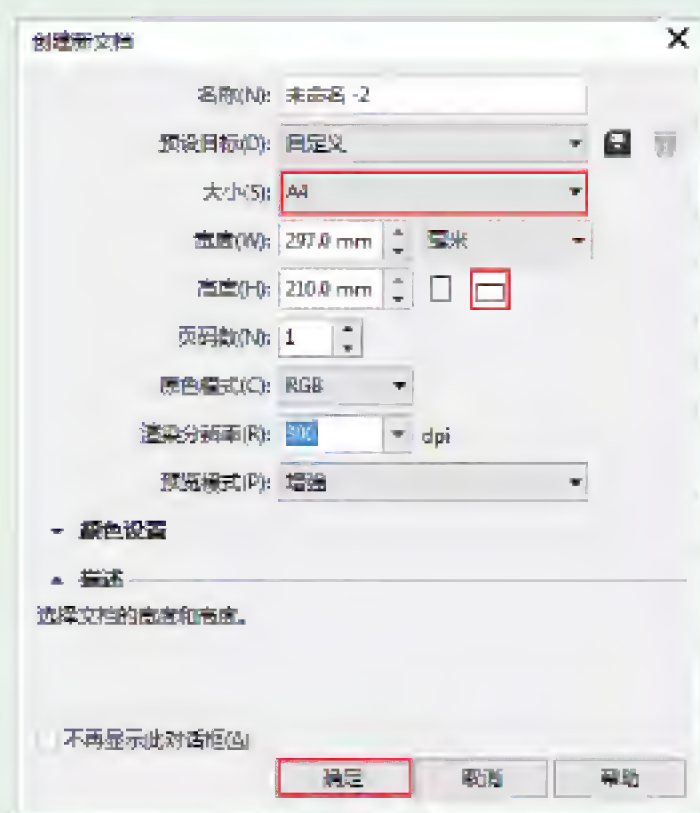 创建新文档
名称(N): 未命名 -2
预设目标(D): 自定义
大小(S): A4
宽度(W): 297.0 mm 毫米
高度(H): 210.0 mm
页码数(N): 1
原色模式(C): RGB
渲染分辨率(R): 300 dpi
预览模式(P): 增强
颜色设置
描述
选择文档的宽度和高度。
不再显示此对话框(A)
确定 取消 帮助